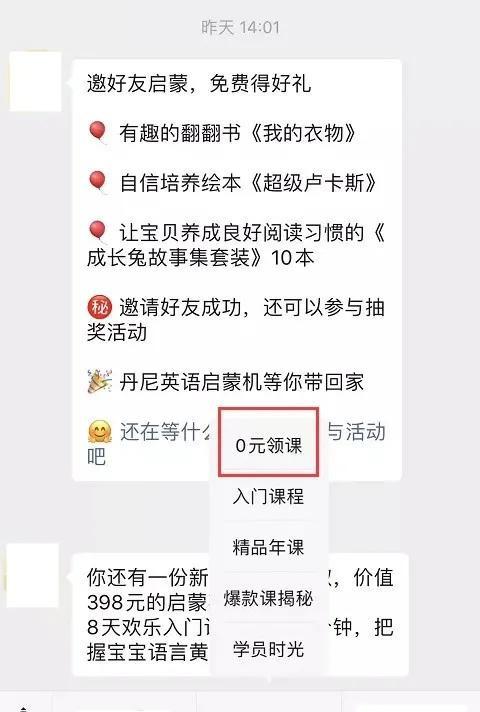 昨天 14:01
邀好友启蒙，免费得好礼
🎈 有趣的翻翻书《我的衣物》
🎈 自信培养绘本《超级卢卡斯》
🎈 让宝贝养成良好阅读习惯的《
成长兔故事集套装》10本
㊙ 邀请好友成功，还可以参与抽
奖活动
🎉 丹尼英语启蒙机等你带回家
🤗 还在等什 与活动
吧
0元领课
入门课程
精品年课
爆款课揭秘
学员时光
你还有一份新 ，价值
398元的启蒙
8天欢乐入门 钟，把
握宝宝语言黄